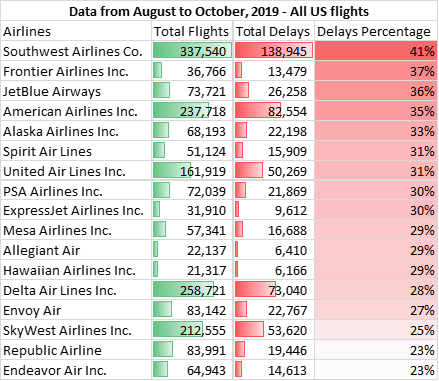 Data from August to October, 2019 - All US flights
Airlines Total Flights Total Delays Delays Percentage
Southwest Airlines Co. 337,540 138,945 41%
Frontier Airlines Inc. 36,766 13,479 37%
JetBlue Airways 73,721 26,258 36%
American Airlines Inc. 237,718 82,554 35%
Alaska Airlines Inc. 68,193 22,198 33%
Spirit Air Lines 51,124 15,909 31%
United Air Lines Inc. 161,919 50,269 31%
PSA Airlines Inc. 72,039 21,869 30%
ExpressJet Airlines Inc. 31,910 9,612 30%
Mesa Airlines Inc. 57,341 16,688 29%
Allegiant Air 22,137 6,410 29%
Hawaiian Airlines Inc. 21,317 6,166 29%
Delta Air Lines Inc. 258,721 73,040 28%
Envoy Air 83,142 22,767 27%
SkyWest Airlines Inc. 212,555 53,620 25%
Republic Airline 83,991 19,446 23%
Endeavor Air Inc. 64,943 14,613 23%